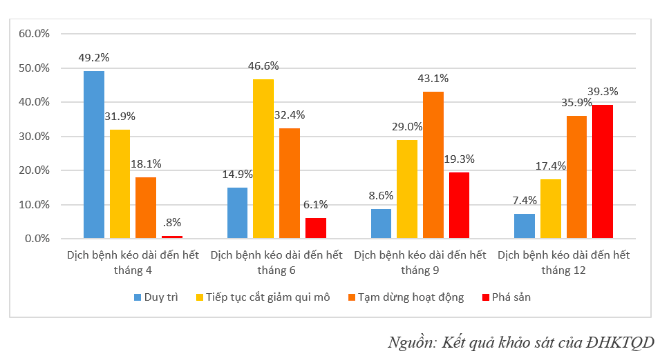 60.0%
50.0%
40.0%
30.0%
20.0%
10.0%
0.0%
49.2%
31.9%
18.1%
.8%
14.9%
46.6%
32.4%
6.1%
8.6%
29.0%
43.1%
19.3%
7.4%
17.4%
35.9%
39.3%
Dịch bệnh kéo dài đến hết
tháng 4
Dịch bệnh kéo dài đến hết
tháng 6
Dịch bệnh kéo dài đến hết
tháng 9
Dịch bệnh kéo dài đến hết
tháng 12
Duy trì
Tiếp tục cắt giảm qui mô
Tạm dừng hoạt động
Phá sản
Nguồn: Kết quả khảo sát của ĐHKTQD